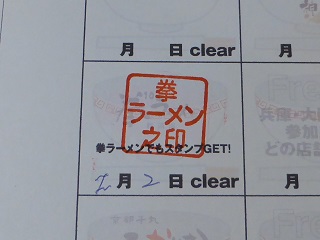 月 日 clear
月
拳
ラーメン
之印
拳ラーメンでもスタンプGET!
2月2日 clear
月
兵庫・大
参加
どの店